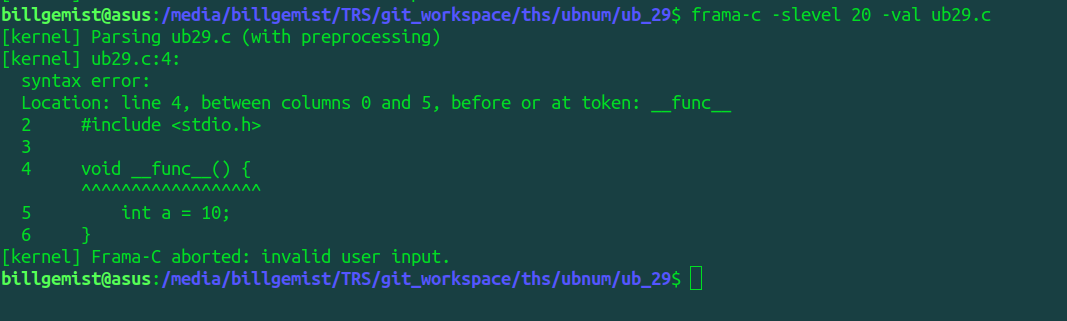 billgemist@asus:/media/billgemist/TRS/git_workspace/ths/ubnum/ub_29$ frama-c -slevel 20 -val ub29.c
[kernel] Parsing ub29.c (with preprocessing)
[kernel] ub29.c:4:
  syntax error:
  Location: line 4, between columns 0 and 5, before or at token: __func__
  2     #include <stdio.h>
  3
  4     void __func__() {
        ^^^^^^^^^^^^^^^^^^
  5         int a = 10;
  6     }
[kernel] Frama-C aborted: invalid user input.
billgemist@asus:/media/billgemist/TRS/git_workspace/ths/ubnum/ub_29$